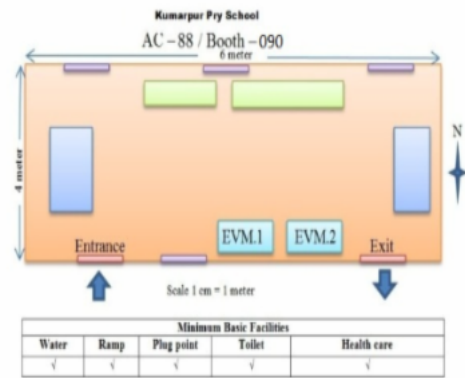 Kumarpur Pry School
AC – 88 / Booth – 090
6 meter
4 meter
N
EVM.1 EVM.2
Entrance Exit
Scale 1 cm = 1 meter
Minimum Basic Facilities
Water Ramp Plug point Toilet Health care
√ √ √ √ √